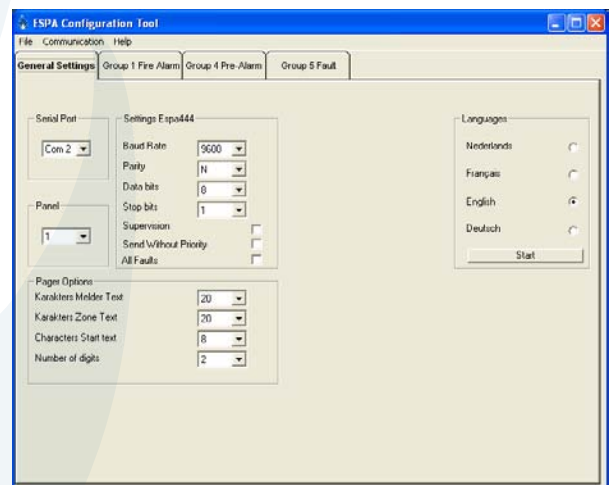 ESPA Configuration Tool
File Communication Help
General Settings Group 1 Fire Alarm Group 4 Pre-Alarm Group 5 Fault
Serial Port
Com 2
Panel
1
Settings Espa444
Baud Rate 9600
Parity N
Data bits 8
Stop bits 1
Supervision
Send Without Priority
All Faults
Pager Options
Karakters Melder Text 20
Karakters Zone Text 20
Characters Start text 8
Number of digits 2
Languages
Nederlands
Français
English
Deutsch
Start